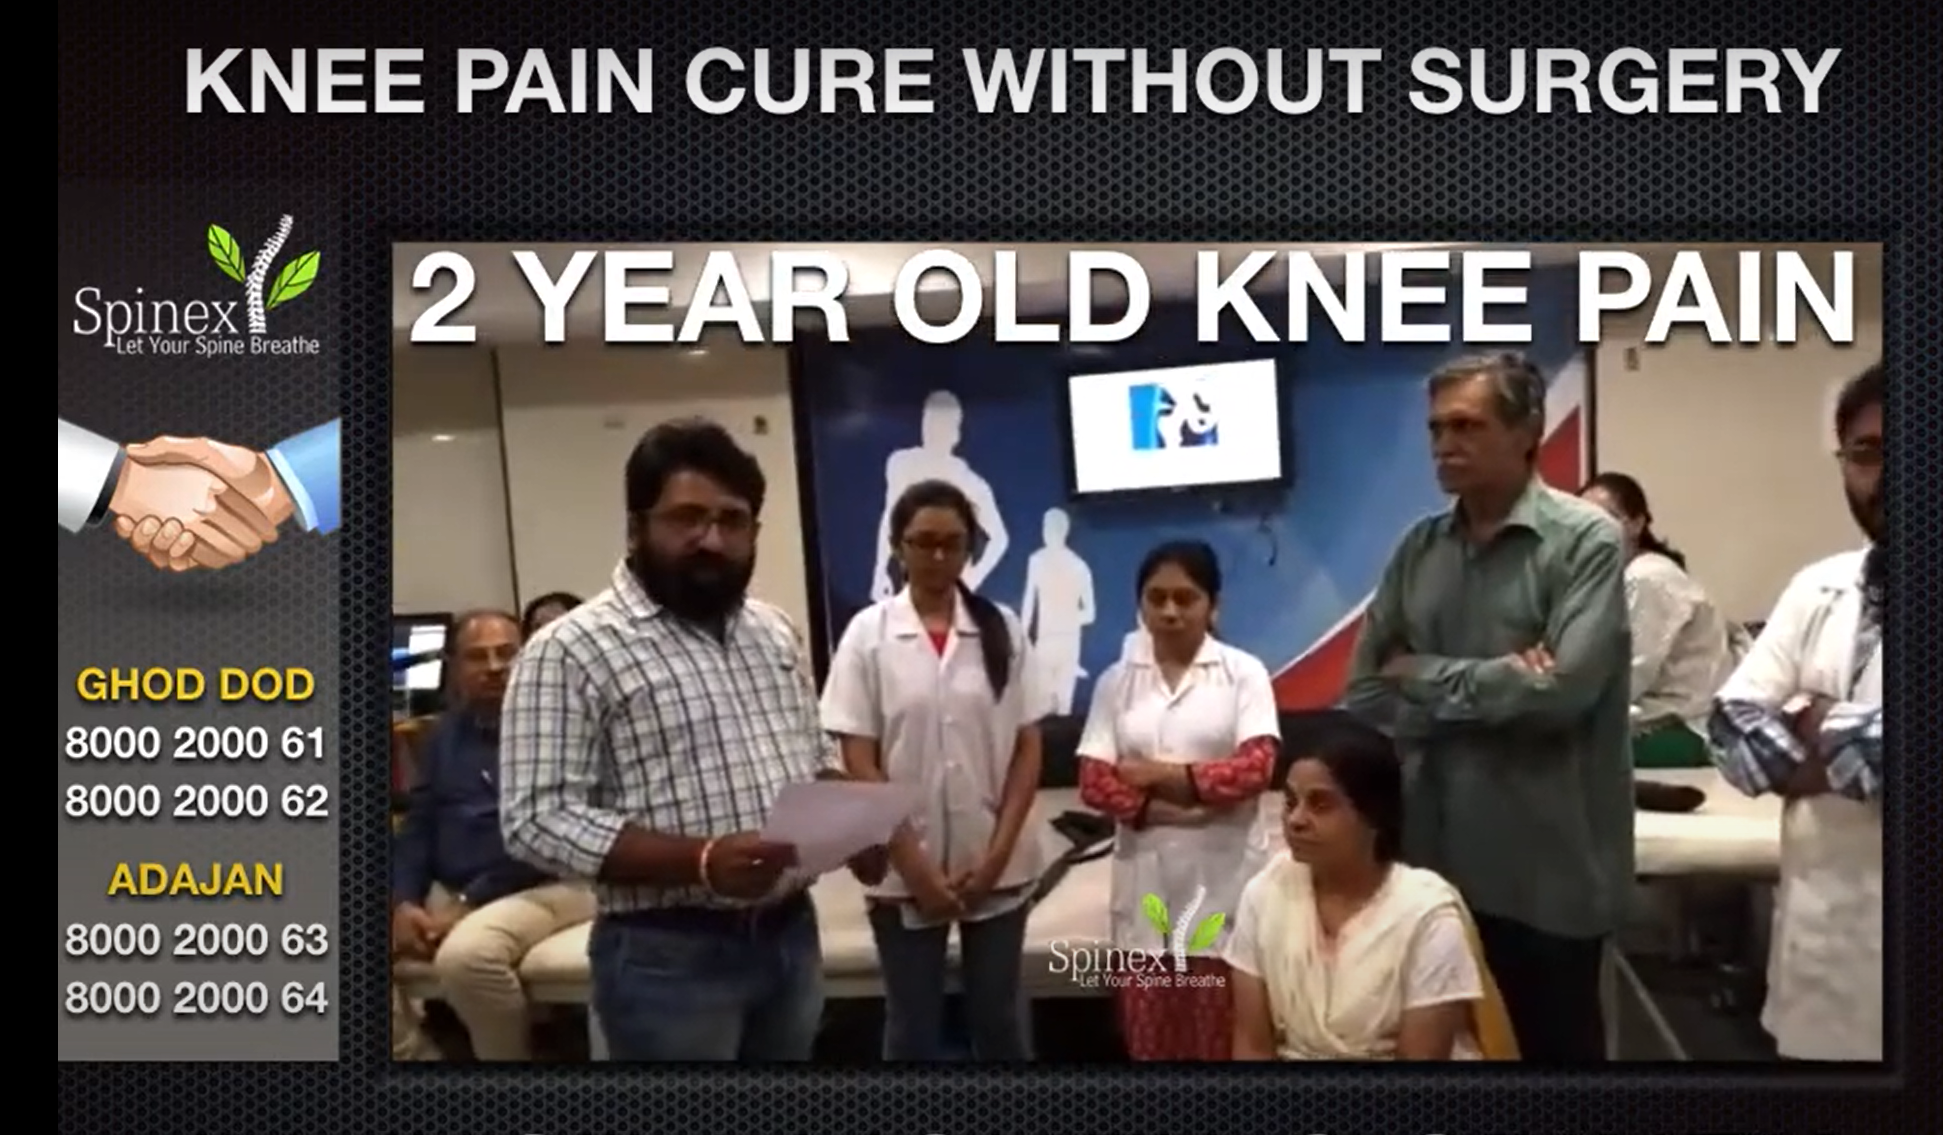 KNEE PAIN CURE WITHOUT SURGERY
2 YEAR OLD KNEE PAIN
Spinex
Let Your Spine Breathe
GHOD DOD
8000 2000 61
8000 2000 62
ADAJAN
8000 2000 63
8000 2000 64
Spinex
Let Your Spine Breathe